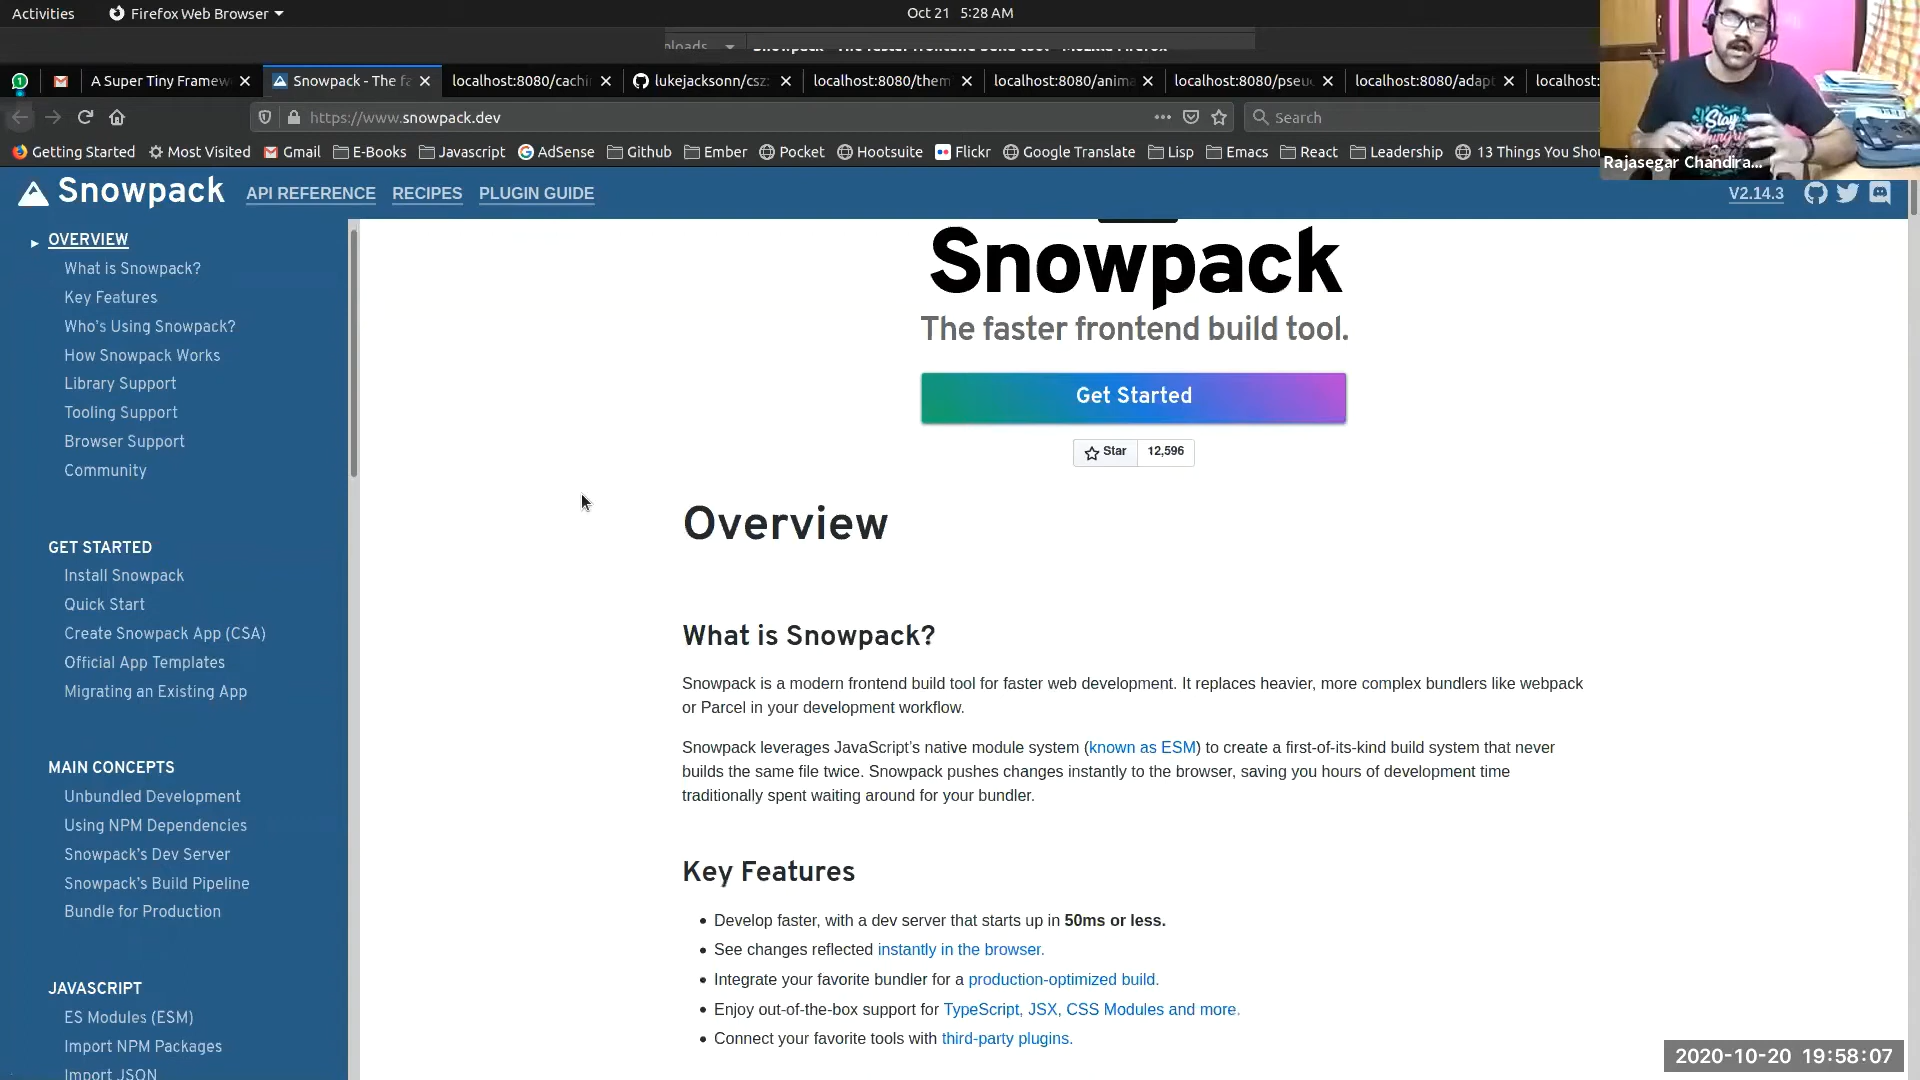 Activities
Firefox Web Browser
Oct 21 5:28 AM
Snowpack - The faster frontend build tool - Mozilla Firefox
A Super Tiny Framew
Snowpack - The fa
localhost:8080/cachi
lukejacksonn/csz:
localhost:8080/them
localhost:8080/anima
localhost:8080/pseu
localhost:8080/adapt
localhost:
https://www.snowpack.dev
Search
Getting Started
Most Visited
Gmail
E-Books
Javascript
AdSense
Github
Ember
Pocket
Hootsuite
Flickr
Google Translate
Lisp
Emacs
React
Leadership
13 Things You Shou
Stay
Hungry
Rajasegar Chandira...
Snowpack
API REFERENCE
RECIPES
PLUGIN GUIDE
V2.14.3
OVERVIEW
What is Snowpack?
Key Features
Who's Using Snowpack?
How Snowpack Works
Library Support
Tooling Support
Browser Support
Community
GET STARTED
Install Snowpack
Quick Start
Create Snowpack App (CSA)
Official App Templates
Migrating an Existing App
MAIN CONCEPTS
Unbundled Development
Using NPM Dependencies
Snowpack's Dev Server
Snowpack's Build Pipeline
Bundle for Production
JAVASCRIPT
ES Modules (ESM)
Import NPM Packages
Import JSON
Snowpack
The faster frontend build tool.
Get Started
Star 12,596
Overview
What is Snowpack?
Snowpack is a modern frontend build tool for faster web development. It replaces heavier, more complex bundlers like webpack
or Parcel in your development workflow.
Snowpack leverages JavaScript's native module system (known as ESM) to create a first-of-its-kind build system that never
builds the same file twice. Snowpack pushes changes instantly to the browser, saving you hours of development time
traditionally spent waiting around for your bundler.
Key Features
Develop faster, with a dev server that starts up in 50ms or less.
See changes reflected instantly in the browser.
Integrate your favorite bundler for a production-optimized build.
Enjoy out-of-the-box support for TypeScript, JSX, CSS Modules and more.
Connect your favorite tools with third-party plugins.
2020-10-20 19:58:07